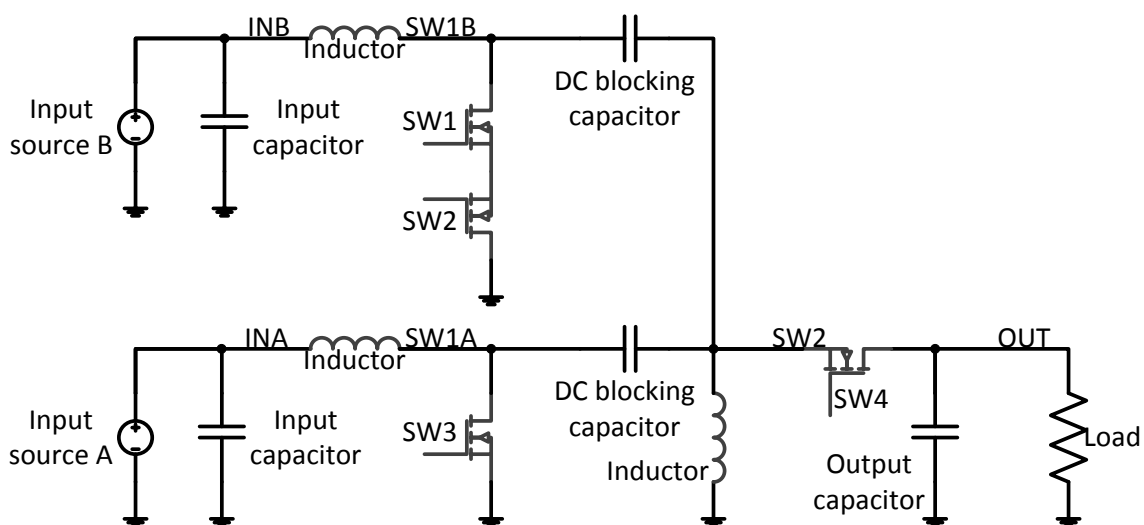 INB
Inductor
SW1B
DC blocking
capacitor
Input
source B
Input
capacitor
SW1
SW2
INA
Inductor
SW1A
DC blocking
capacitor
SW2
OUT
Input
source A
Input
capacitor
SW3
Inductor
SW4
Output
capacitor
Load